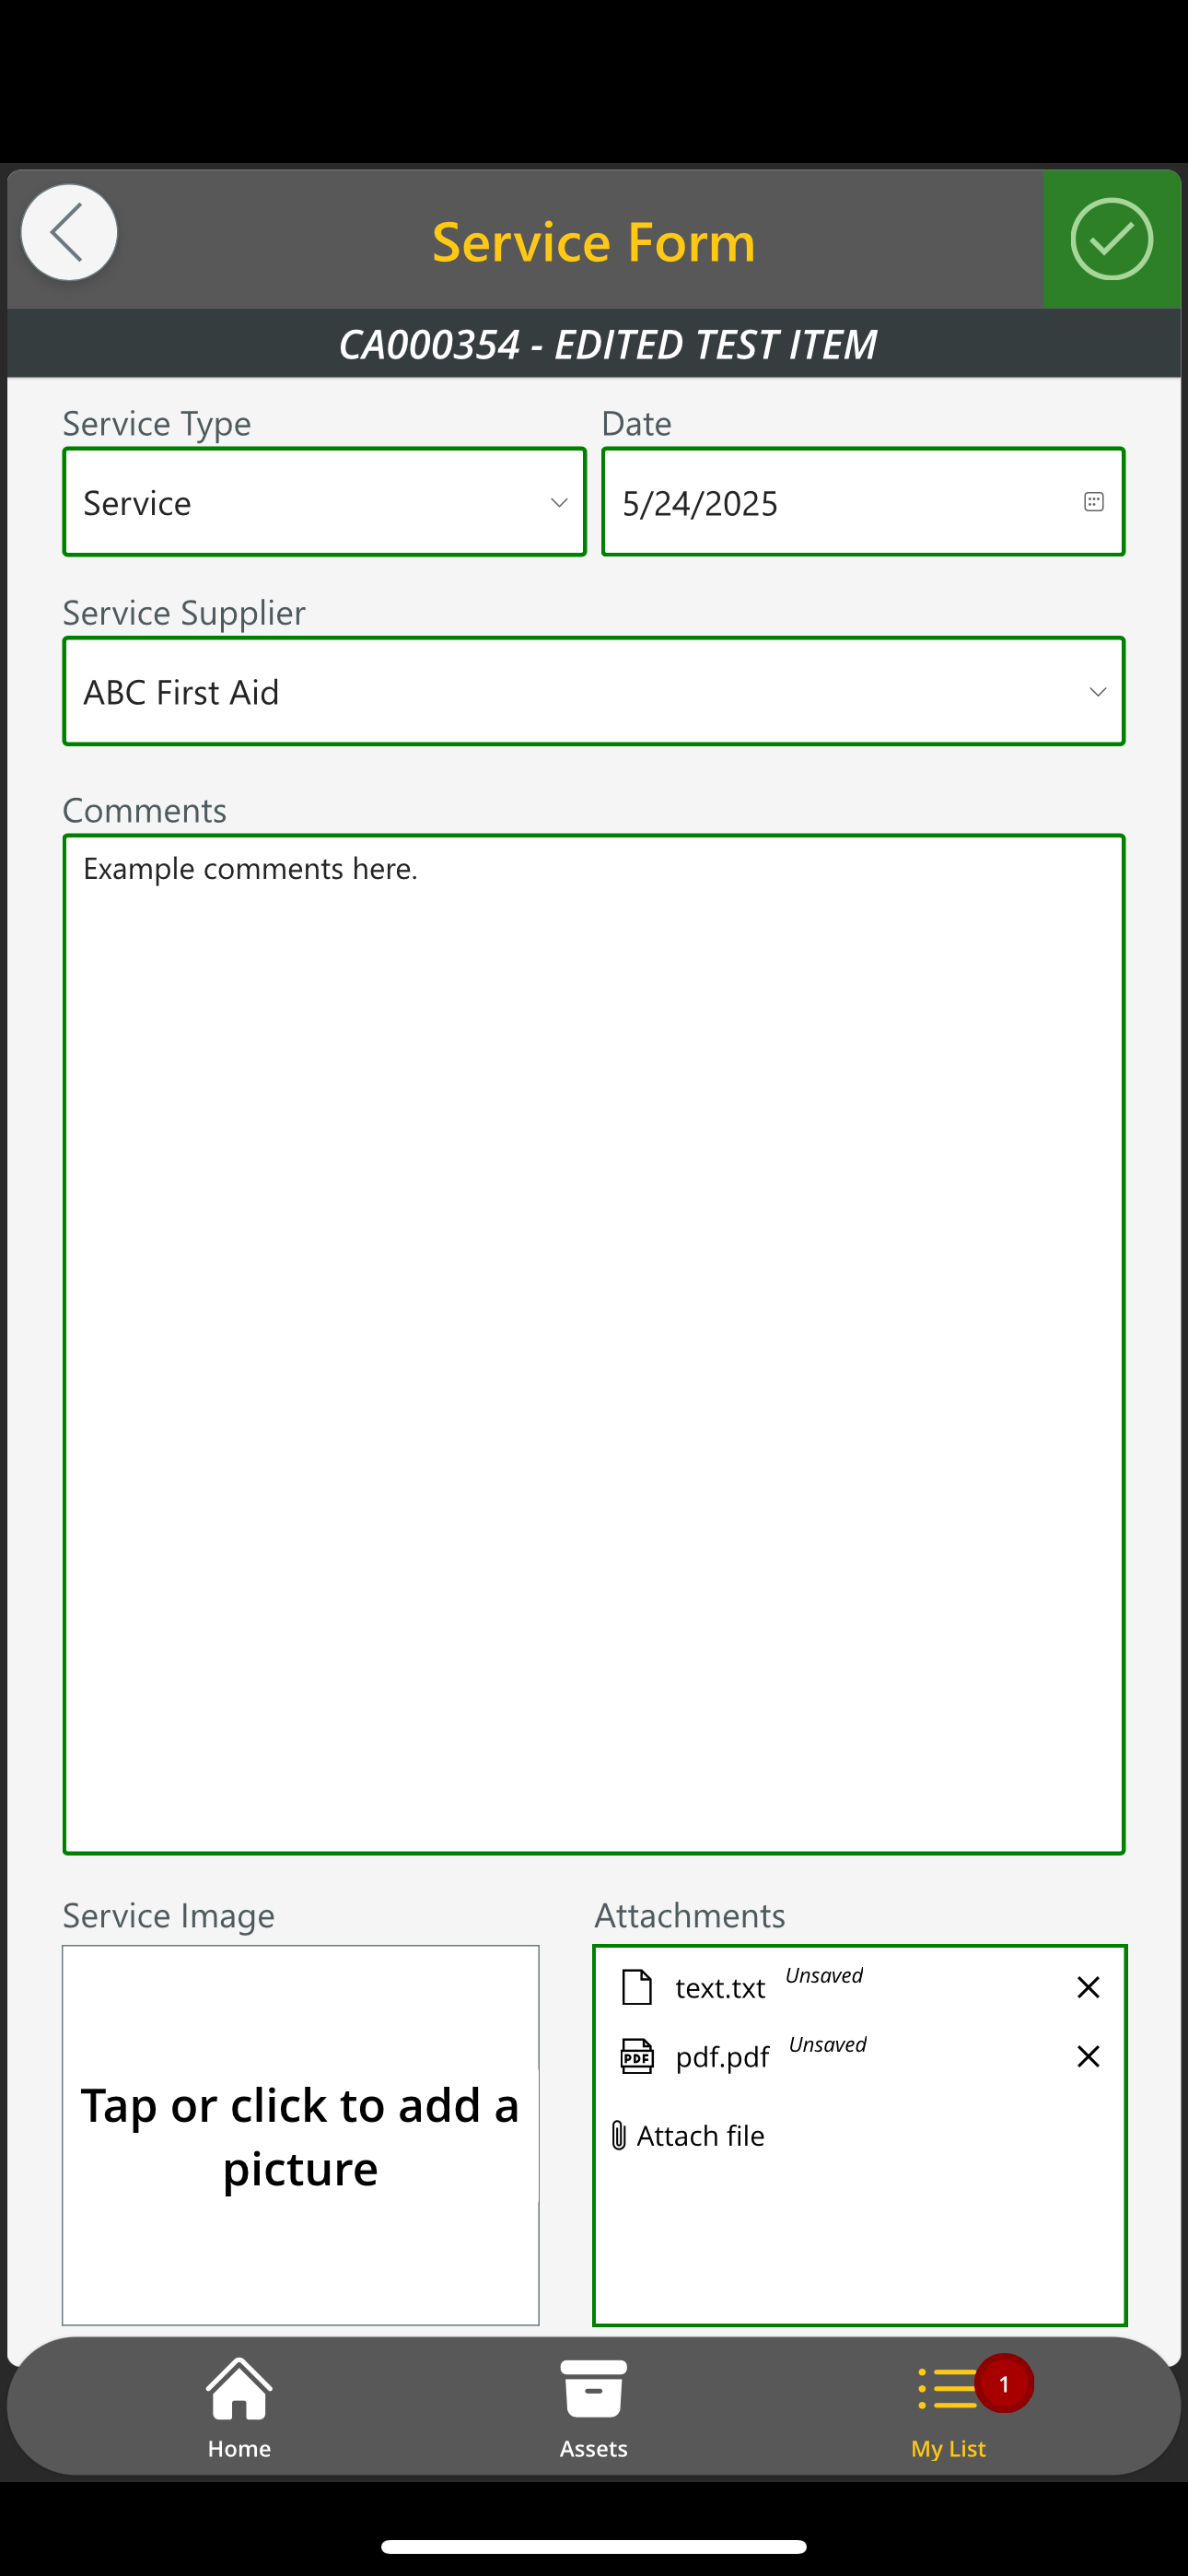 Service Form
CA000354 - EDITED TEST ITEM
Service Type
Date
Service
5/24/2025
Service Supplier
ABC First Aid
Comments
Example comments here.
Service Image
Attachments
Tap or click to add a
picture
text.txt Unsaved
PDF pdf.pdf Unsaved
Attach file
1
Home
Assets
My List